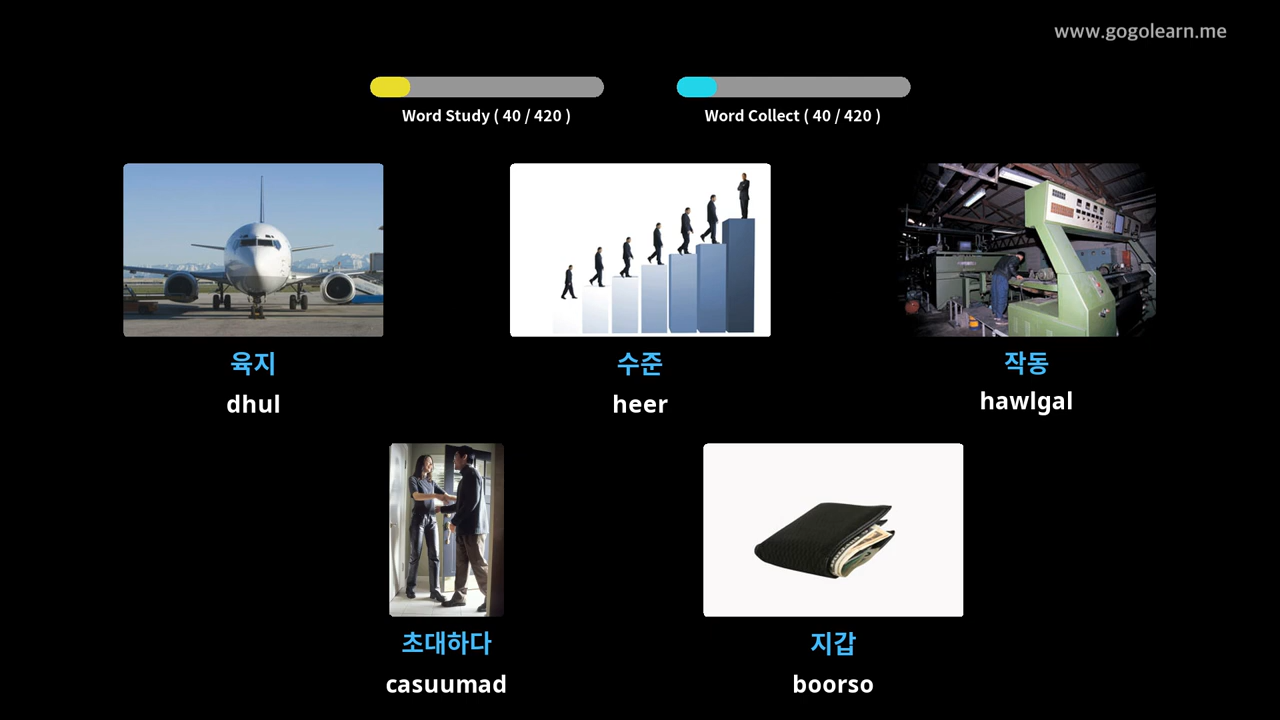 www.gogolearn.me
Word Study ( 40 / 420 )
Word Collect ( 40 / 420 )
육지
dhul
수준
heer
작동
hawlgal
초대하다
casuumad
지갑
boorso